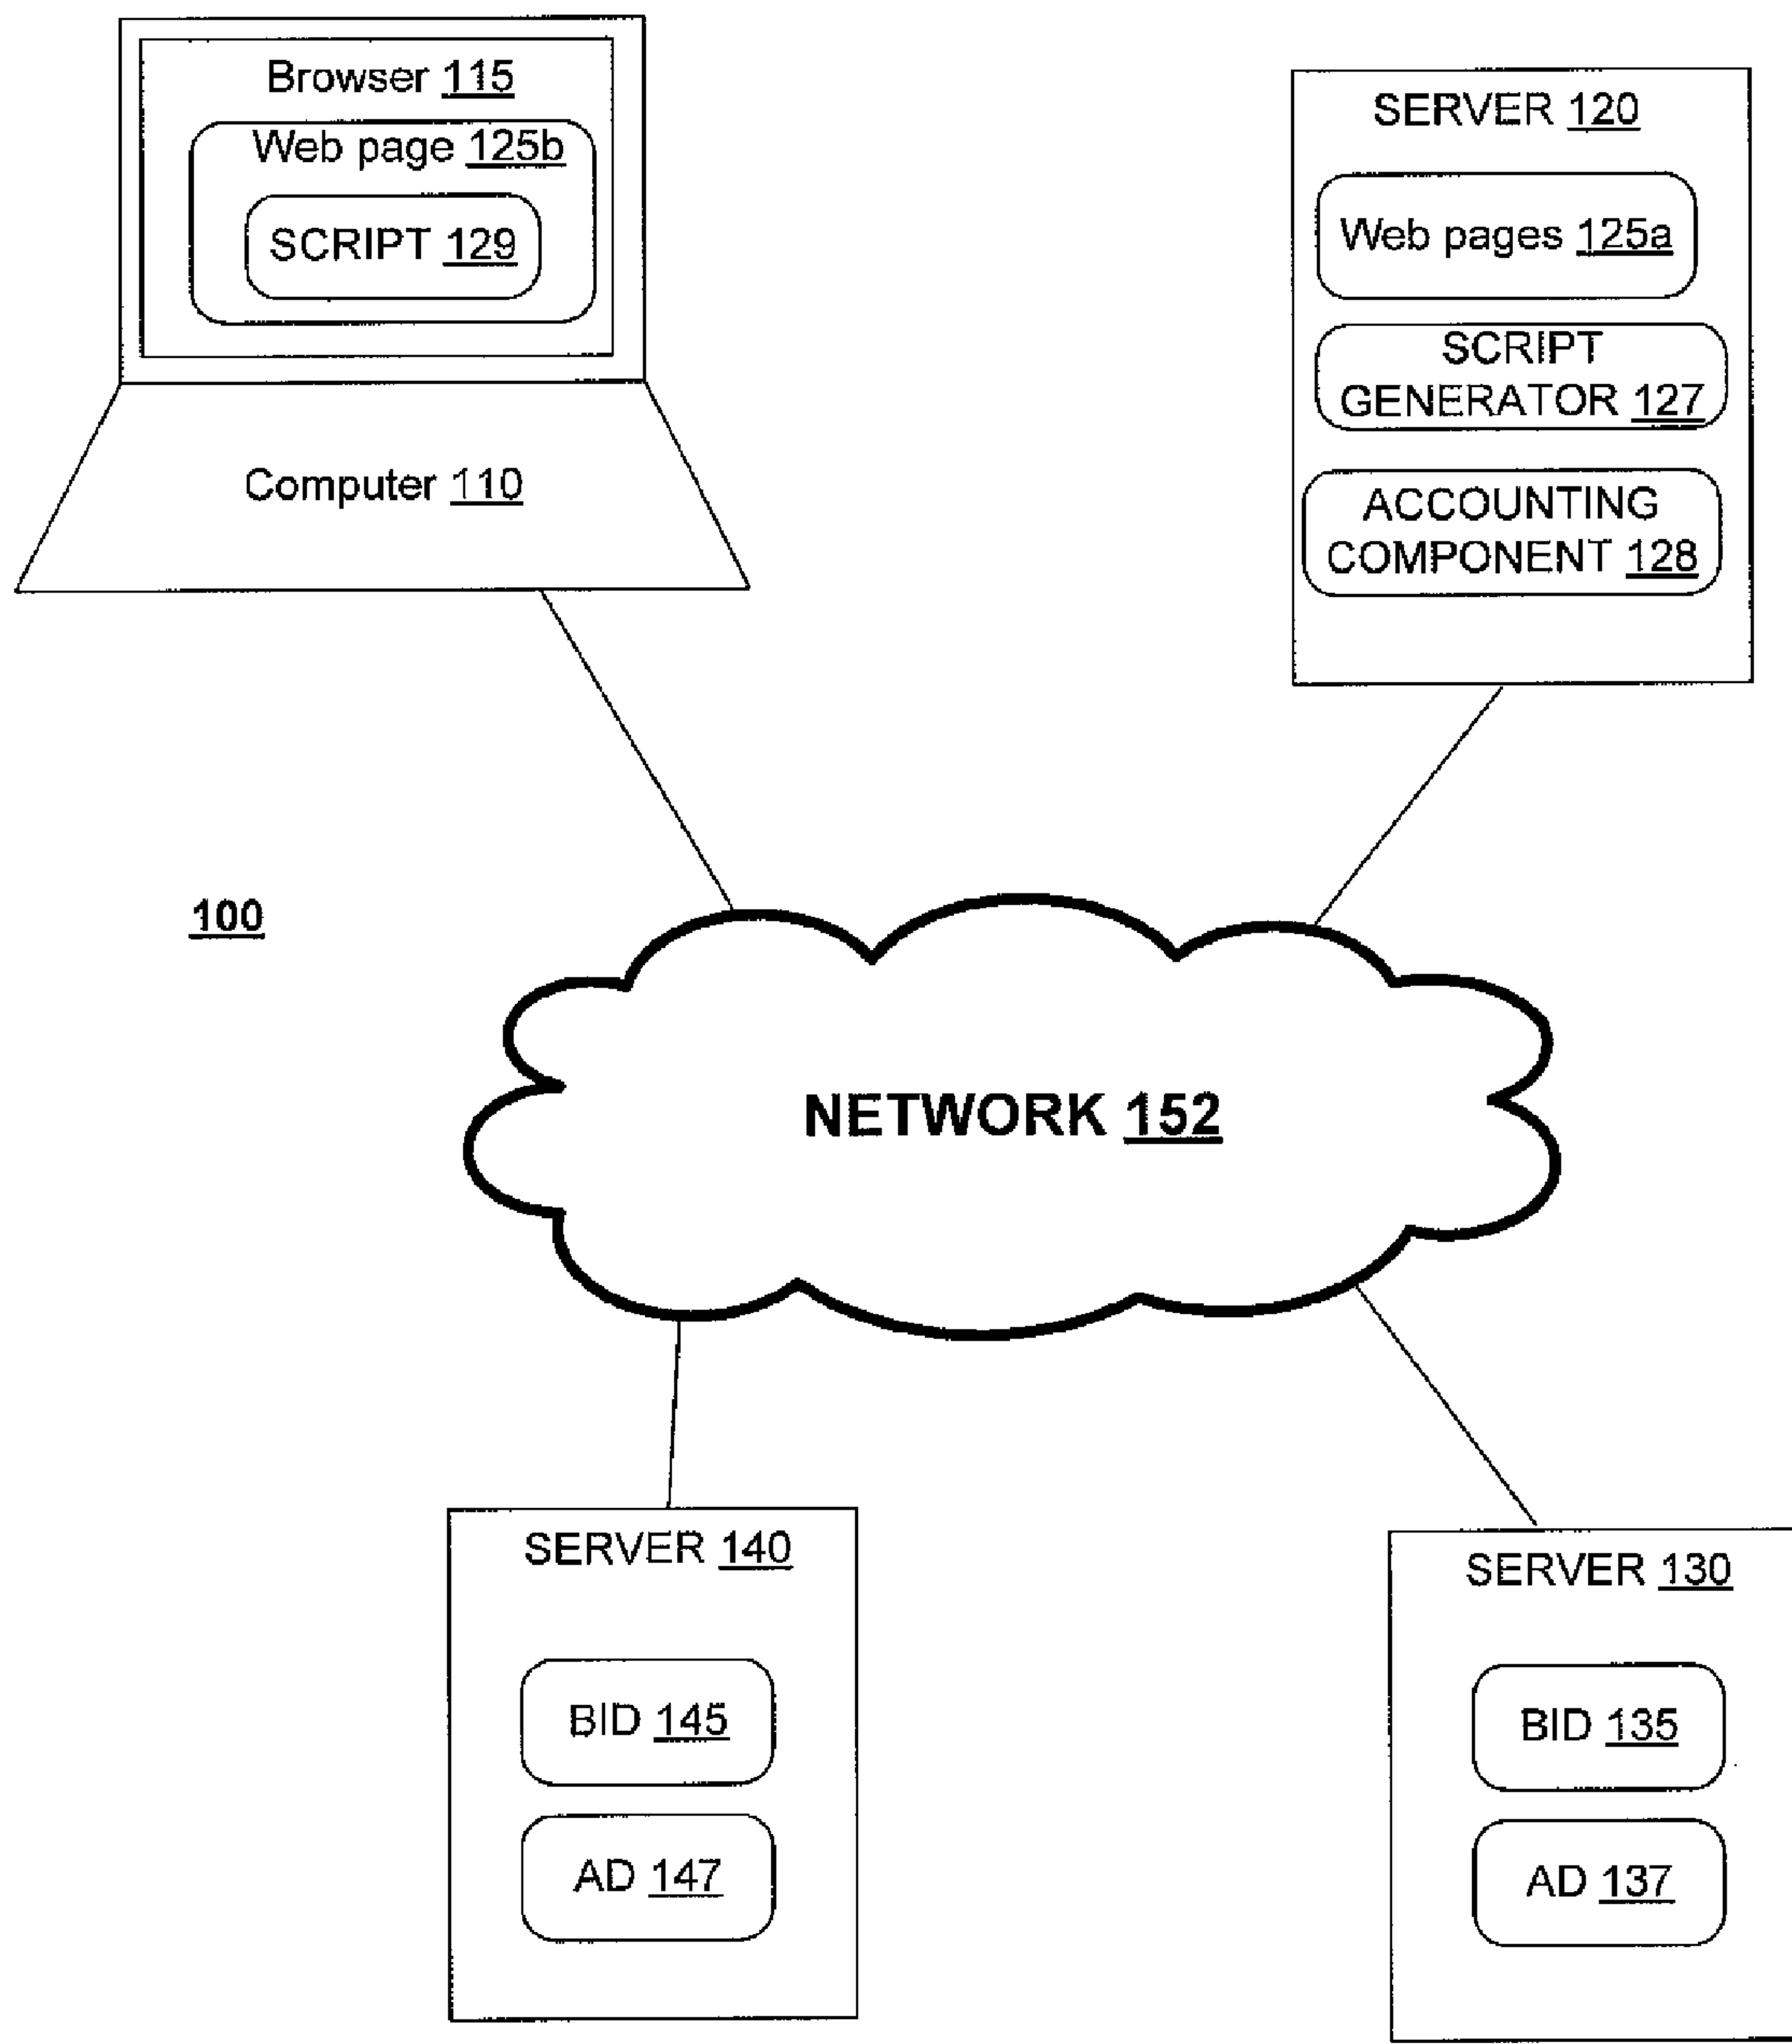 Browser 115
Web page 125b
SCRIPT 129
Computer 110
SERVER 120
Web pages 125a
SCRIPT
GENERATOR 127
ACCOUNTING
COMPONENT 128
100
NETWORK 152
SERVER 140
BID 145
AD 147
SERVER 130
BID 135
AD 137